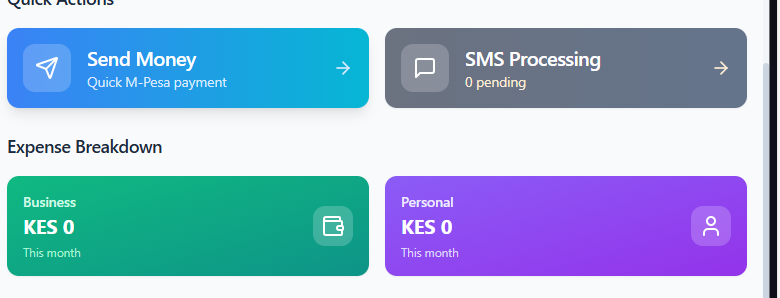 Quick Actions
Send Money
Quick M-Pesa payment
SMS Processing
0 pending
Expense Breakdown
Business
KES 0
This month
Personal
KES 0
This month